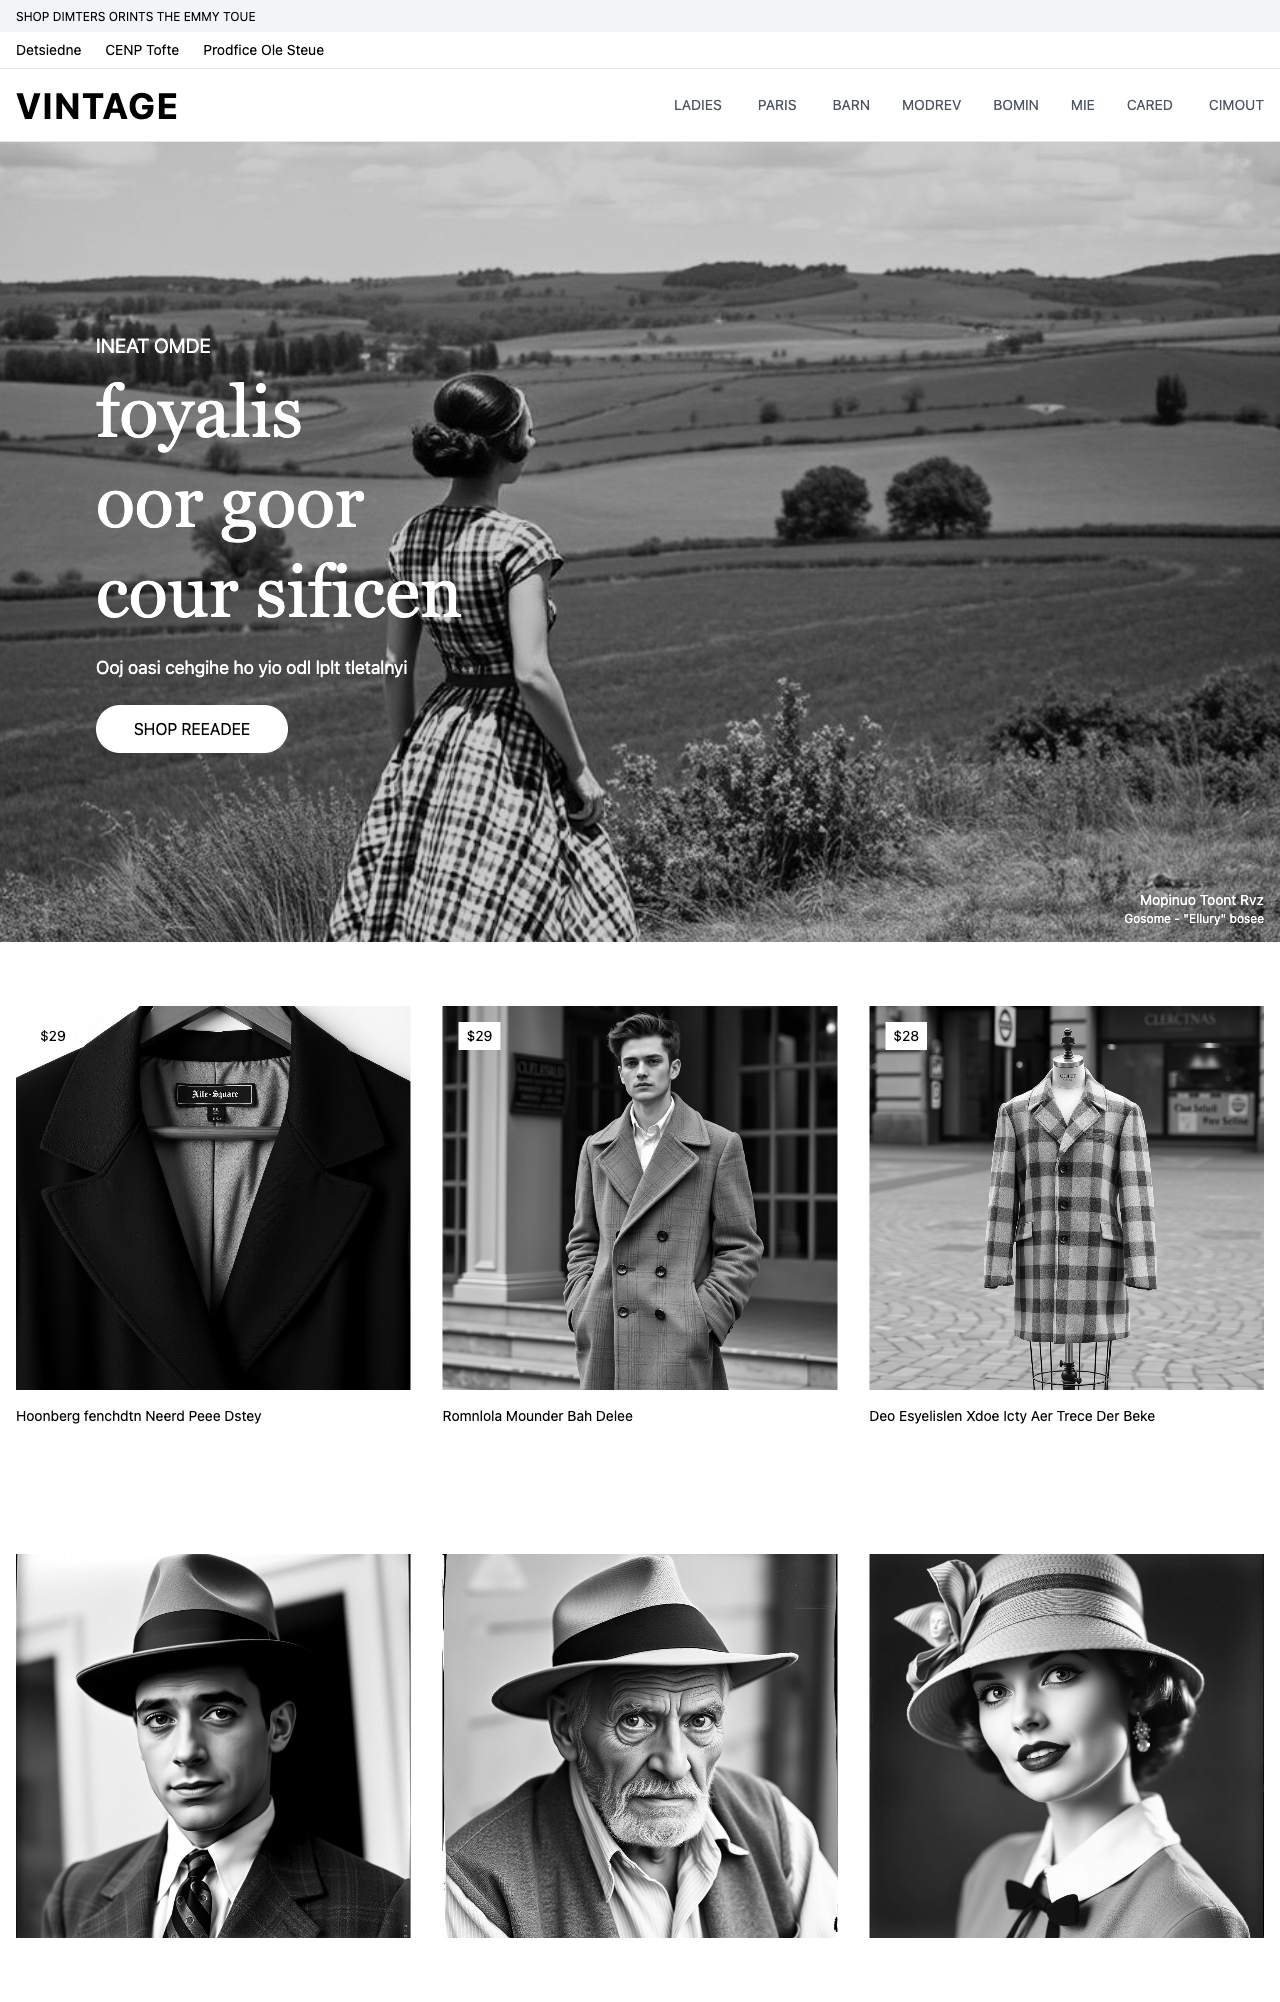 SHOP DIMTERS ORINTS THE EMMY TOUE
Detsiedne CENP Tofte Prodfice Ole Steue
VINTAGE
LADIES PARIS BARN MODREV BOMIN MIE CARED CIMOUT
INEAT OMDE
foyalis
oor goor
cour sificen
Ooj oasi cehgihe ho yio odl lplt tletalnyi
SHOP REEADEE
Mopinuo Toont Rvz
Gosome - "Ellury" bosee
$29
Aile-Square
$29
$28
CLERCTNAS
Hoonberg fenchdtn Neerd Peee Dstey
Romnlola Mounder Bah Delee
Deo Esyelislen Xdoe Icty Aer Trece Der Beke